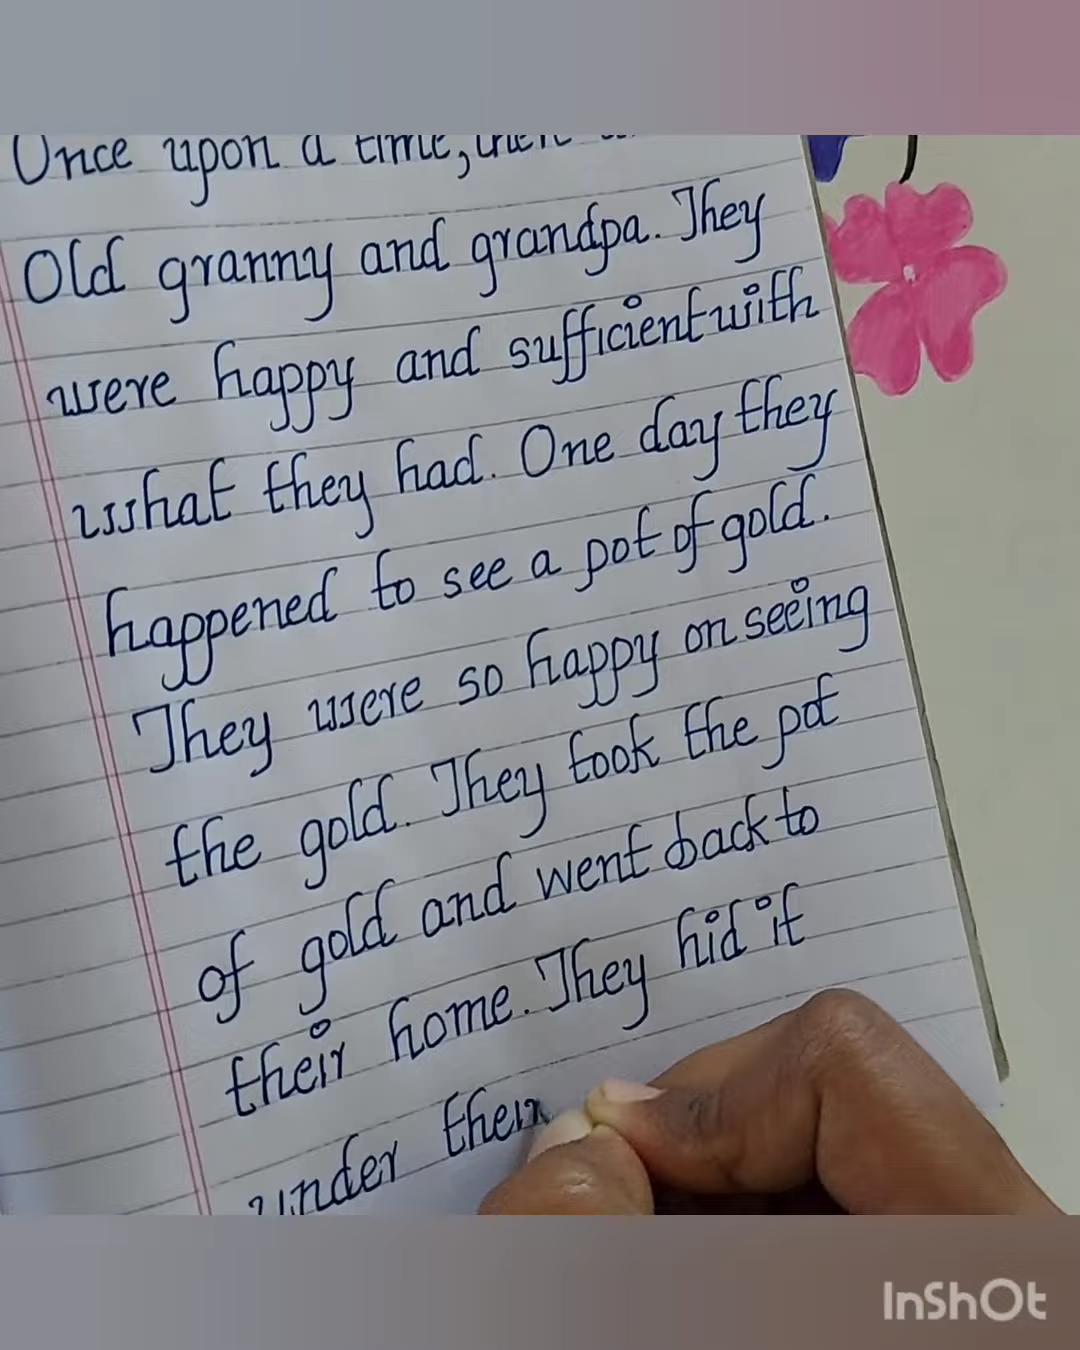 Once upon a time,
Old granny and grandpa. They
were happy and sufficient with
what they had. One day they
happened to see a pot of gold.
They were so happy on seeing
the gold. They took the pot
of gold and went back to
their home. They hid it
under their
InShOt